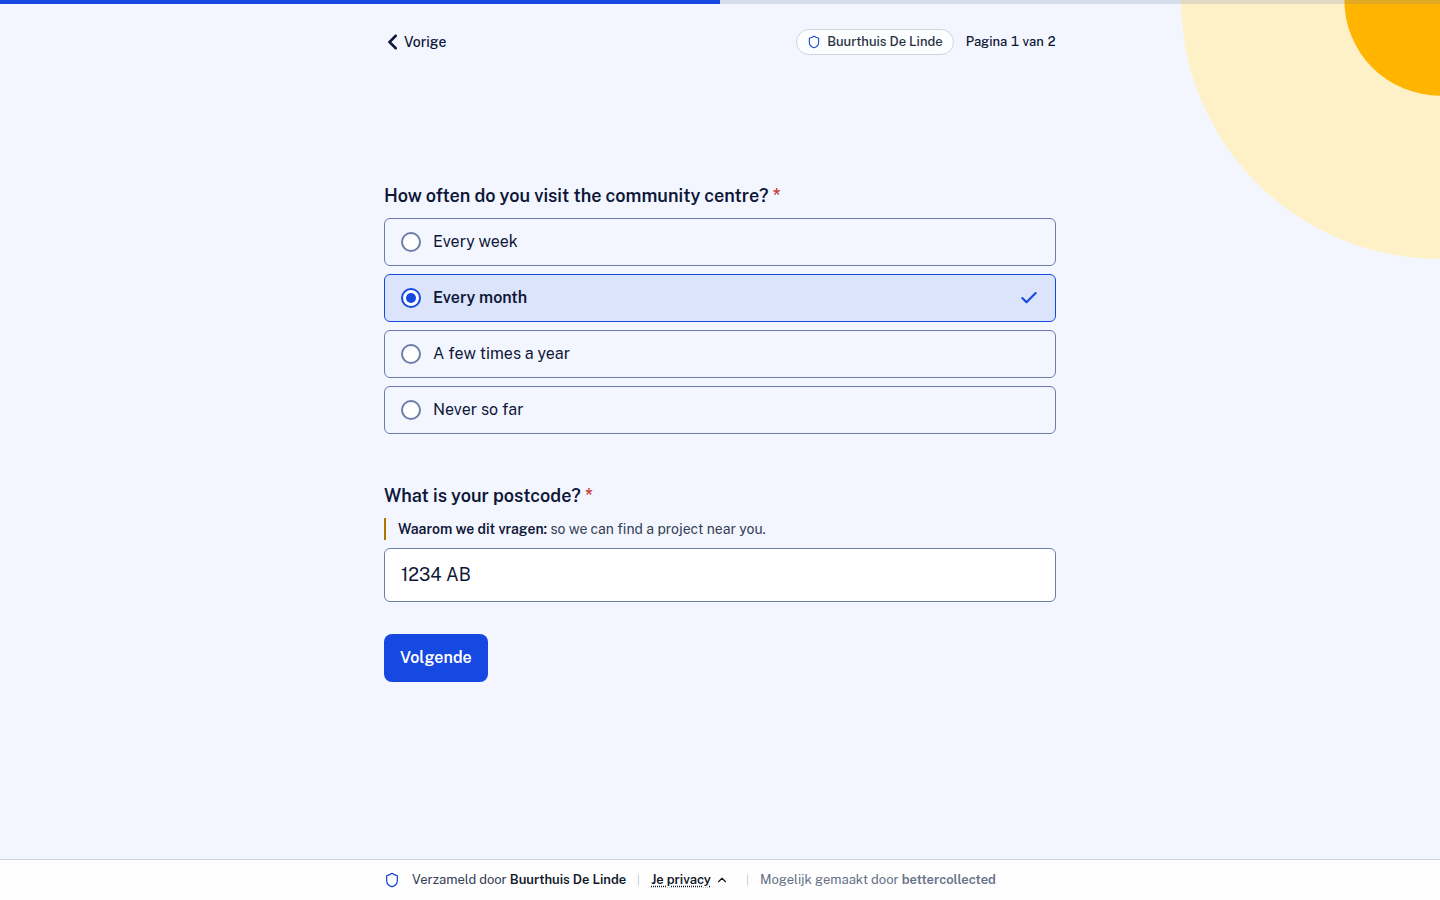 Vorige
Buurthuis De Linde
Pagina 1 van 2
How often do you visit the community centre? *
Every week
Every month
A few times a year
Never so far
What is your postcode? *
Waarom we dit vragen: so we can find a project near you.
1234 AB
Volgende
Verzameld door Buurthuis De Linde
Je privacy
Mogelijk gemaakt door bettercollected